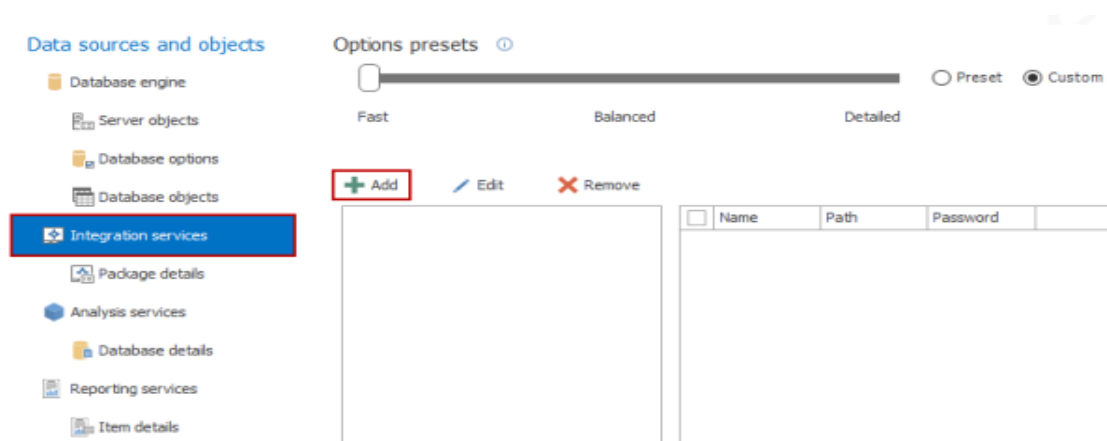 Data sources and objects
Database engine
Server objects
Database options
Database objects
Integration services
Package details
Analysis services
Database details
Reporting services
Item details
Options presets
Preset Custom
Fast Balanced Detailed
Add Edit Remove
Name Path Password